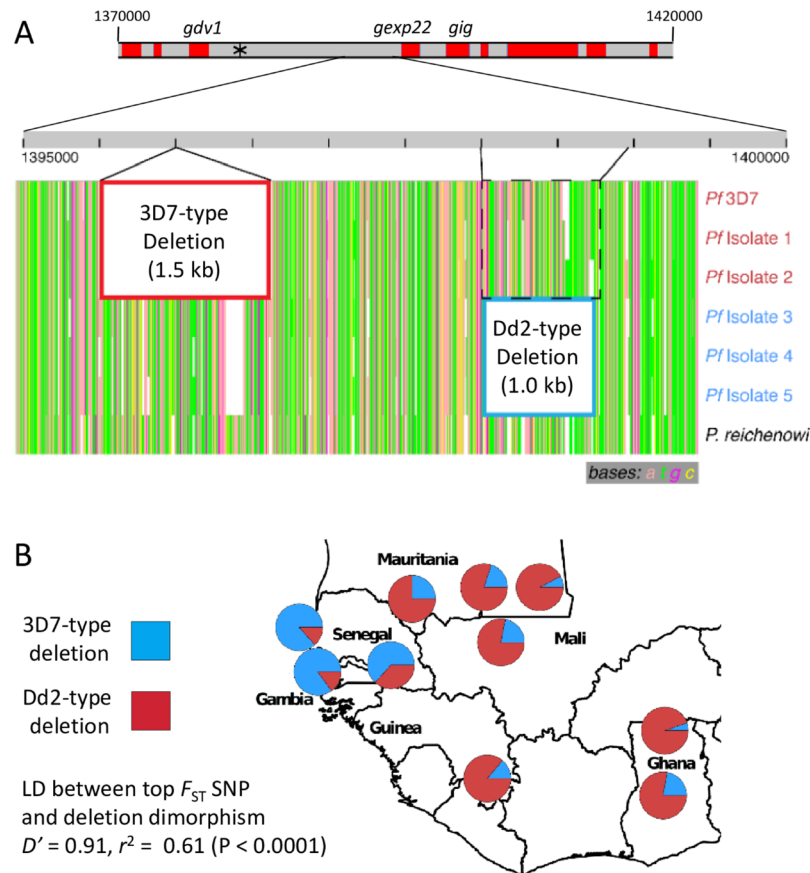 A
1370000
1420000
gdv1
gexp22
gig
*
1395000
1400000
3D7-type
Deletion
(1.5 kb)
Dd2-type
Deletion
(1.0 kb)
Pf 3D7
Pf Isolate 1
Pf Isolate 2
Pf Isolate 3
Pf Isolate 4
Pf Isolate 5
P. reichenowi
bases: a t g c
B
3D7-type
deletion
Dd2-type
deletion
LD between top FST SNP
and deletion dimorphism
D' = 0.91, r² = 0.61 (P < 0.0001)
Mauritania
Senegal
Mali
Gambia
Guinea
Ghana